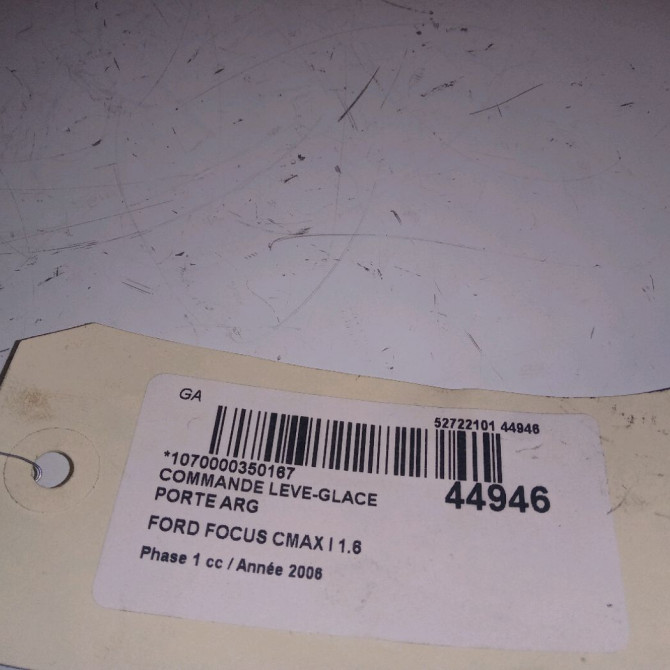 GA
52722101 44946
*1070000350167
COMMANDE LEVE-GLACE
44946
PORTE ARG
FORD FOCUS CMAX I 1.6
Phase 1 cc / Année 2006